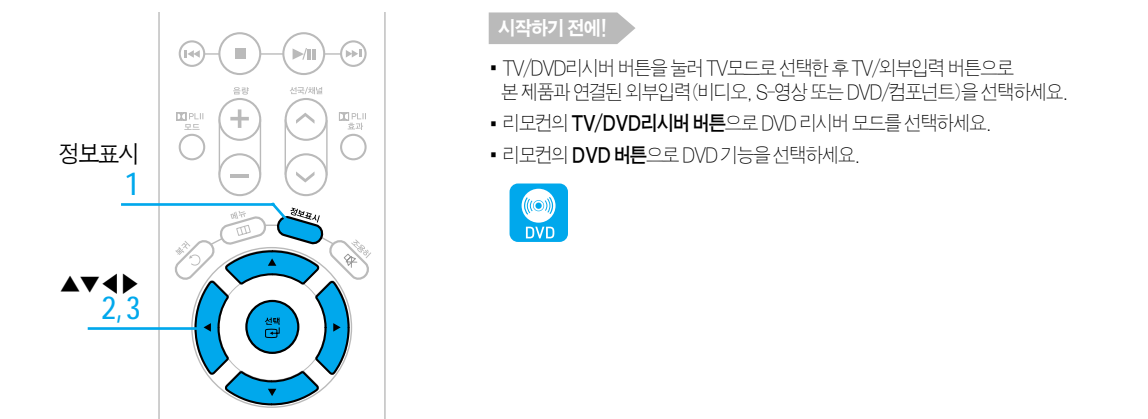 시작하기 전에!
▪ TV/DVD리시버 버튼을 눌러 TV모드로 선택한 후 TV/외부입력 버튼으로
본 제품과 연결된 외부입력(비디오, S-영상 또는 DVD/컴포넌트)을 선택하세요.
▪ 리모컨의 TV/DVD리시버 버튼으로 DVD 리시버 모드를 선택하세요.
▪ 리모컨의 DVD 버튼으로 DVD 기능을 선택하세요.
DVD
음량
선국/채널
PLII
모드
PLII
효과
정보표시
1
메뉴
정보표시
복귀
조용히
▲▼◀▶
2, 3
선택